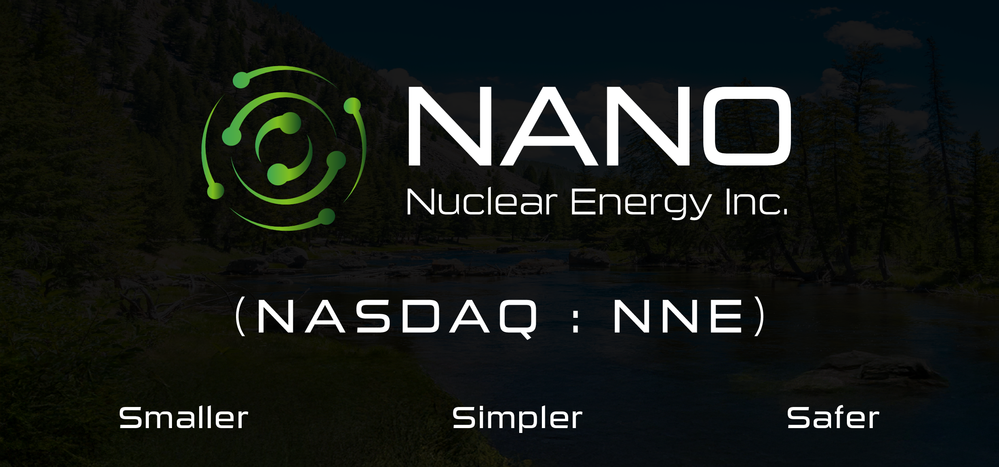 NANO
Nuclear Energy Inc.
(NASDAQ : NNE)
Smaller Simpler Safer